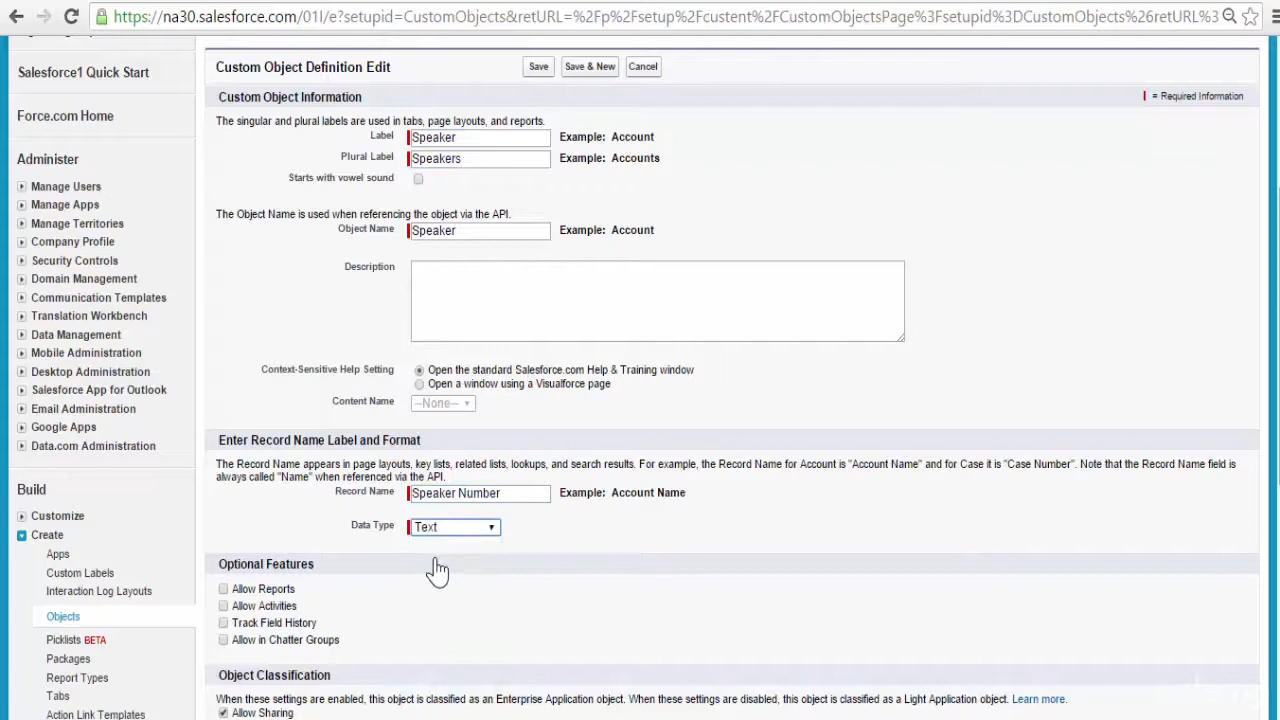 https://na30.salesforce.com/01I/e?setupid=CustomObjects&retURL=%2Fp%2Fsetup%2Fcustent%2FCustomObjectsPage%3Fsetupid%3DCustomObjects%26retURL%3
Salesforce1 Quick Start
Force.com Home
Administer
Manage Users
Manage Apps
Manage Territories
Company Profile
Security Controls
Domain Management
Communication Templates
Translation Workbench
Data Management
Mobile Administration
Desktop Administration
Salesforce App for Outlook
Email Administration
Google Apps
Data.com Administration
Build
Customize
Create
Apps
Custom Labels
Interaction Log Layouts
Objects
Picklists BETA
Packages
Report Types
Tabs
Action Link Templates
Custom Object Definition Edit Save Save & New Cancel
Custom Object Information = Required Information
The singular and plural labels are used in tabs, page layouts, and reports.
Label Speaker Example: Account
Plural Label Speakers Example: Accounts
Starts with vowel sound
The Object Name is used when referencing the object via the API.
Object Name Speaker Example: Account
Description
Context-Sensitive Help Setting Open the standard Salesforce.com Help & Training window
Open a window using a Visualforce page
Content Name --None--
Enter Record Name Label and Format
The Record Name appears in page layouts, key lists, related lists, lookups, and search results. For example, the Record Name for Account is "Account Name" and for Case it is "Case Number". Note that the Record Name field is
always called "Name" when referenced via the API.
Record Name Speaker Number Example: Account Name
Data Type Text
Optional Features
Allow Reports
Allow Activities
Track Field History
Allow in Chatter Groups
Object Classification
When these settings are enabled, this object is classified as an Enterprise Application object. When these settings are disabled, this object is classified as a Light Application object. Learn more.
Allow Sharing